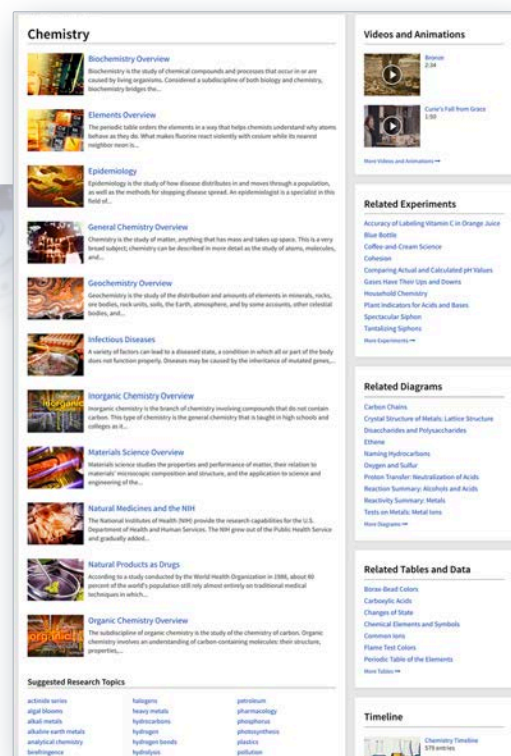 Chemistry
Biochemistry Overview
Biochemistry is the study of chemical compounds and processes that occur in or are
caused by living organisms. Considered a subdiscipline of both biology and chemistry,
biochemistry bridges the...
Elements Overview
The periodic table orders the elements in a way that helps chemists understand why atoms
behave as they do. What makes fluorine react violently with cesium while its nearest
neighbor neon is...
Epidemiology
Epidemiology is the study of how disease distributes in and moves through a population,
as well as the methods for stopping disease spread. An epidemiologist is a specialist in this
field of...
General Chemistry Overview
Chemistry is the study of matter, anything that has mass and takes up space. This is a very
broad subject; chemistry can be described in more detail as the study of atoms, molecules,
and...
Geochemistry Overview
Geochemistry is the study of the distribution and amounts of elements in minerals, rocks,
ore bodies, rock units, soils, the Earth, atmosphere, and by some accounts, other celestial
bodies, and...
Infectious Diseases
A variety of factors can lead to a diseased state, a condition in which all or part of the body
does not function properly. Diseases may be caused by the inheritance of mutated genes,...
inorganic
Inorganic Chemistry Overview
Inorganic chemistry is the branch of chemistry involving compounds that do not contain
carbon. This type of chemistry is the general chemistry that is taught in high schools and
colleges as it...
Materials Science Overview
Materials science studies the properties and performance of matter, their relation to
materials' microscopic composition and structure, and the application to science and
engineering of the...
Natural Medicines and the NIH
The National Institutes of Health (NIH) provide the research capabilities for the U.S.
Department of Health and Human Services. The NIH grew out of the Public Health Service
and gradually added...
Natural Products as Drugs
According to a study conducted by the World Health Organization in 1988, about 80
percent of the world's population still rely almost entirely on traditional medical
techniques in which...
Organic Chemistry Overview
The subdiscipline of organic chemistry is the study of the chemistry of carbon. Organic
chemistry involves an understanding of carbon-containing molecules: their structure,
properties,...
Suggested Research Topics
actinide series
algal blooms
alkali metals
alkaline earth metals
analytical chemistry
berefringence
halogens
heavy metals
hydrocarbons
hydrogen
hydrogen bonds
hydrolysis
petroleum
pharmacology
phosphorus
photosynthesis
plastics
pollution
Videos and Animations
Bronze
2:34
Curie's Fall from Grace
1:50
More Videos and Animations
Related Experiments
Accuracy of Labeling Vitamin C in Orange Juice
Blue Bottle
Coffee-and-Cream Science
Cohesion
Comparing Actual and Calculated pH Values
Gases Have Their Ups and Downs
Household Chemistry
Plant Indicators for Acids and Bases
Spectacular Siphon
Tantalizing Siphons
More Experiments
Related Diagrams
Carbon Chains
Crystal Structure of Metals: Lattice Structure
Disaccharides and Polysaccharides
Ethene
Naming Hydrocarbons
Oxygen and Sulfur
Proton Transfer: Neutralization of Acids
Reaction Summary: Alcohols and Acids
Reactivity Summary: Metals
Tests on Metals: Metal Ions
More Diagrams
Related Tables and Data
Borax-Bead Colors
Carboxylic Acids
Changes of State
Chemical Elements and Symbols
Common Ions
Flame Test Colors
Periodic Table of the Elements
More Tables
Timeline
Chemistry Timeline
579 entries